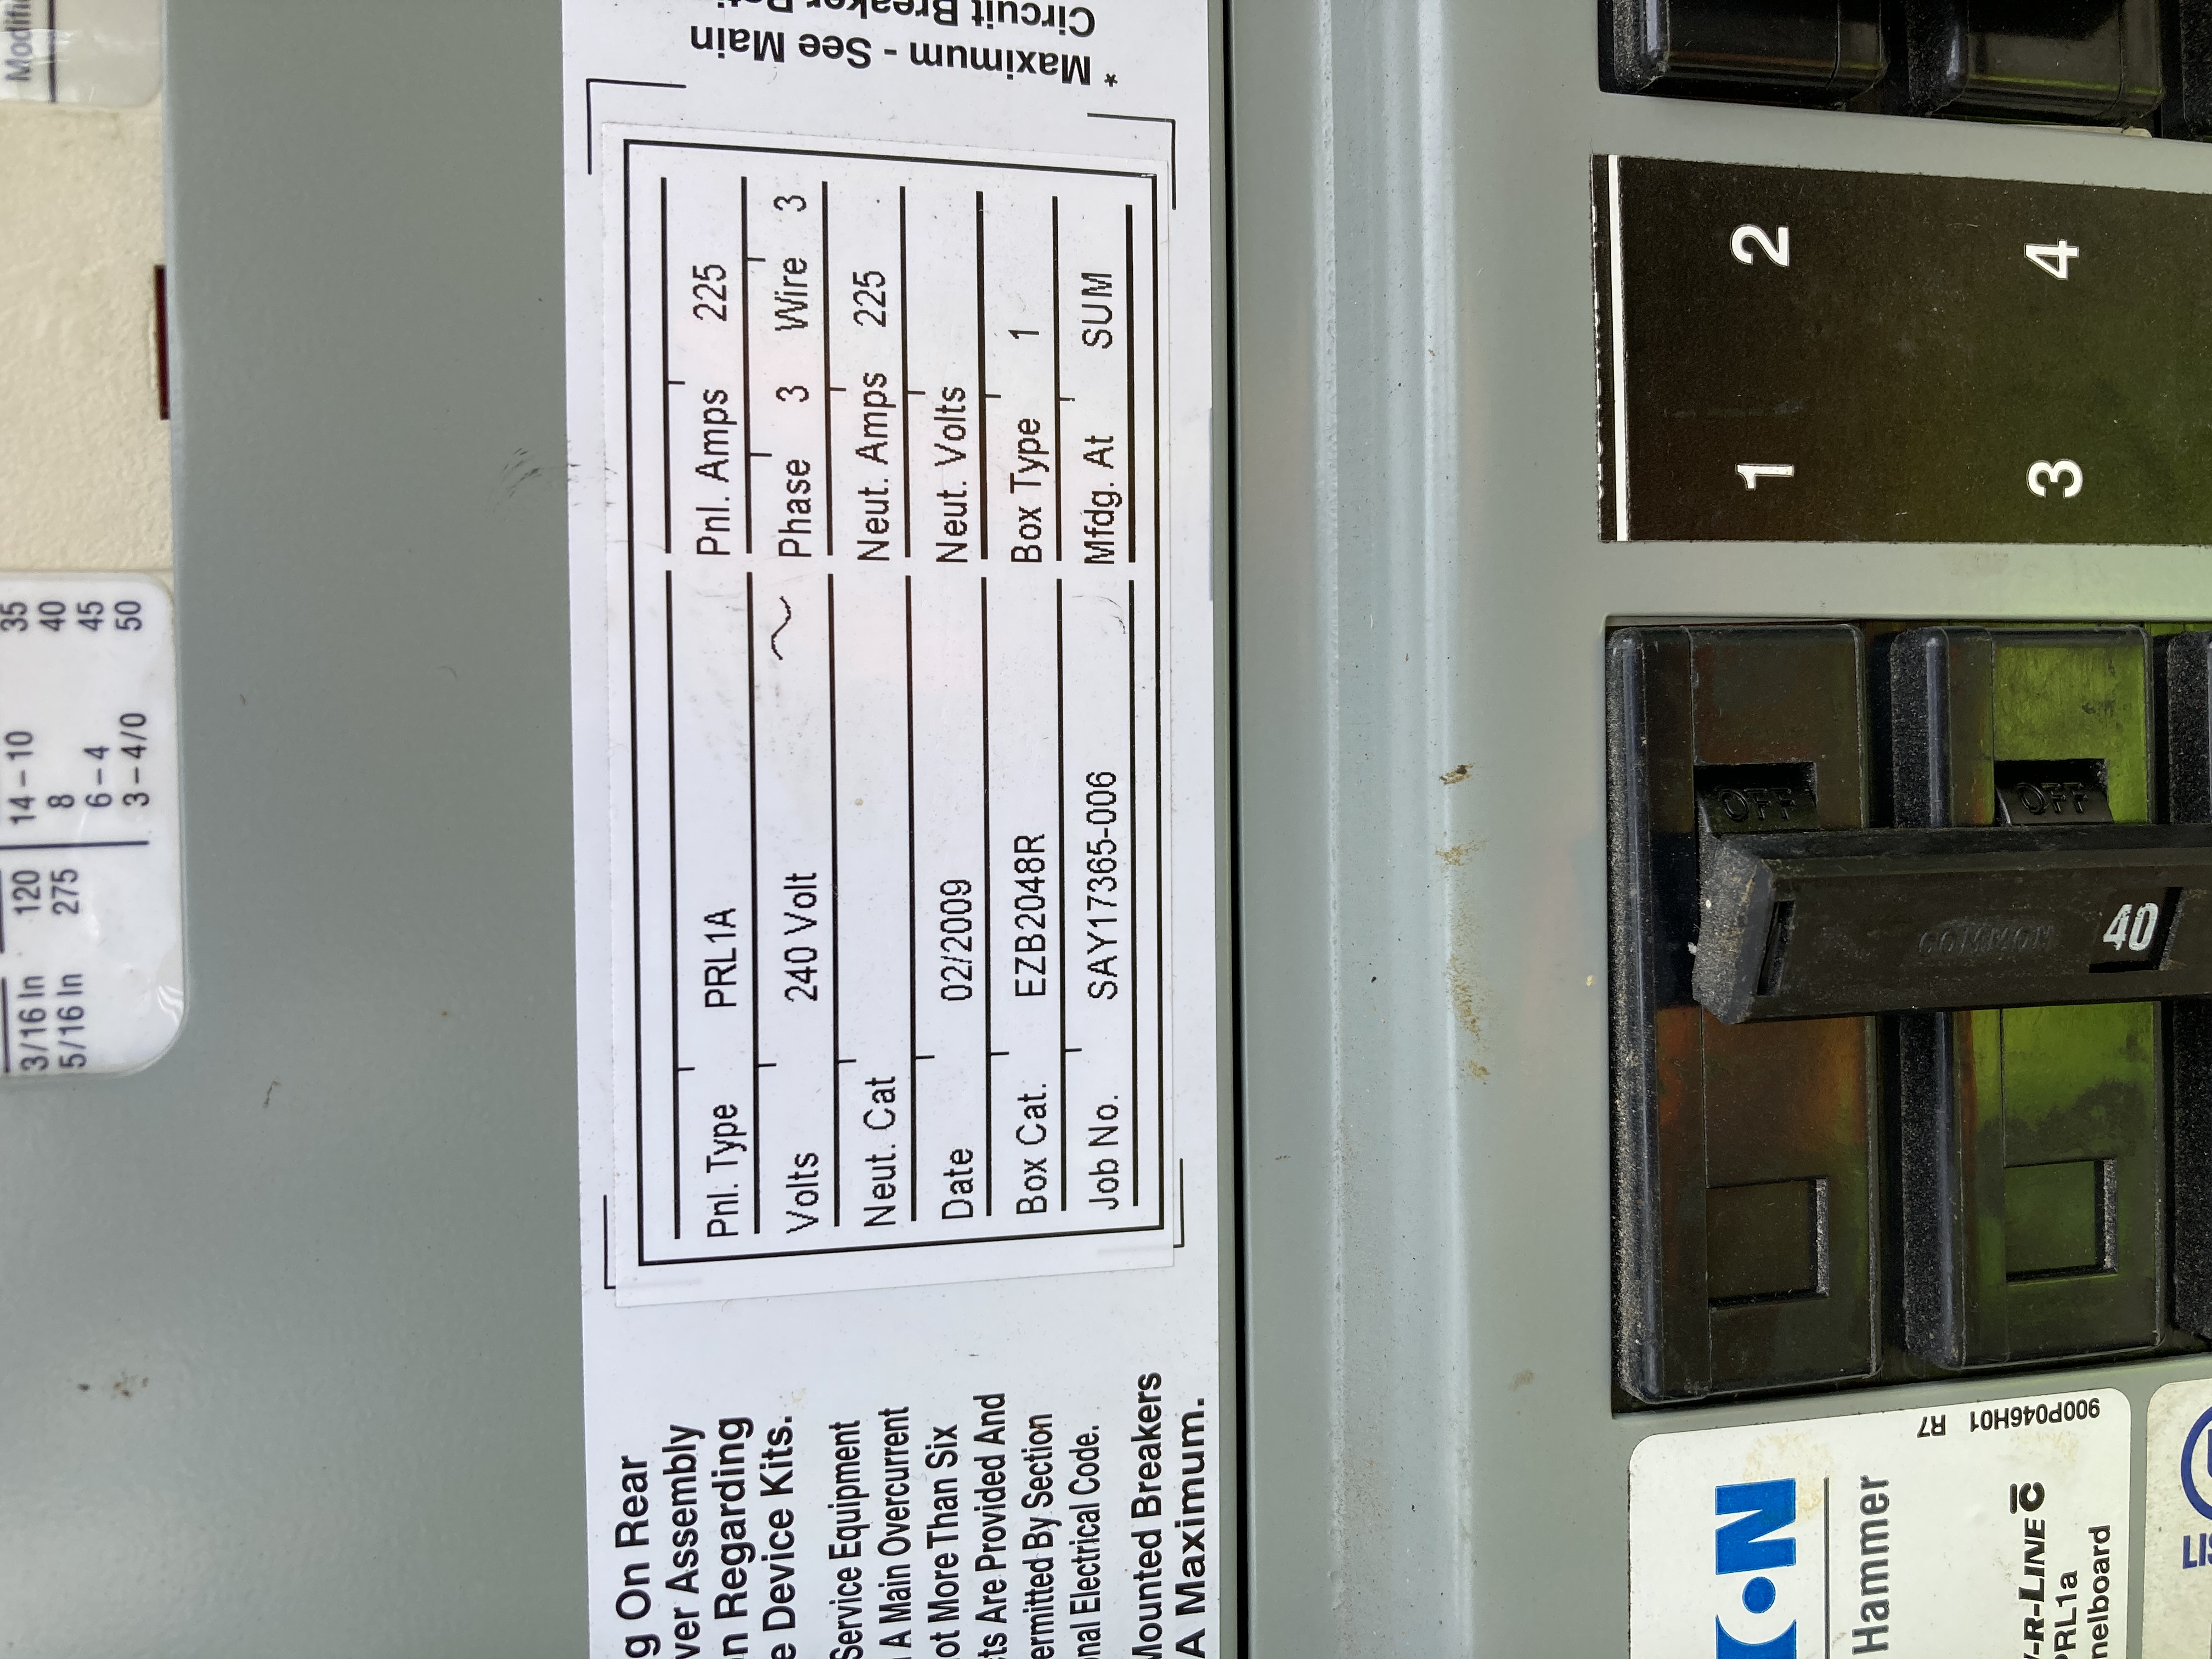 3/16 In 120 14 – 10 35
5/16 In 275 8 40
6 – 4 45
3 – 4/0 50
g On Rear
ver Assembly
n Regarding
e Device Kits.
Service Equipment
A Main Overcurrent
ot More Than Six
ts Are Provided And
ermitted By Section
nal Electrical Code.
Mounted Breakers
A Maximum.
Pnl. Type PRL1A Pnl. Amps 225
Volts 240 Volt Phase 3 Wire 3
Neut. Cat Neut. Amps 225
Date 02/2009 Neut. Volts
Box Cat. EZB2048R Box Type 1
Job No. SAY17365-006 Mfdg. At SUM
* Maximum - See Main
Circuit Breaker
OFF
1 2
ON
Hammer
-R-LINE C
PRL1a
nelboard
900P046H01 R7
OFF
3 4
40